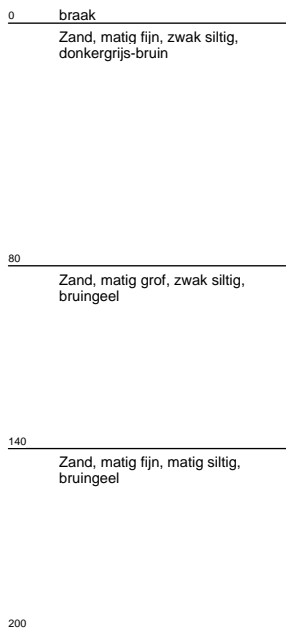 0 braak
Zand, matig fijn, zwak siltig,
donkergrijs-bruin
80
Zand, matig grof, zwak siltig,
bruingeel
140
Zand, matig fijn, matig siltig,
bruingeel
200